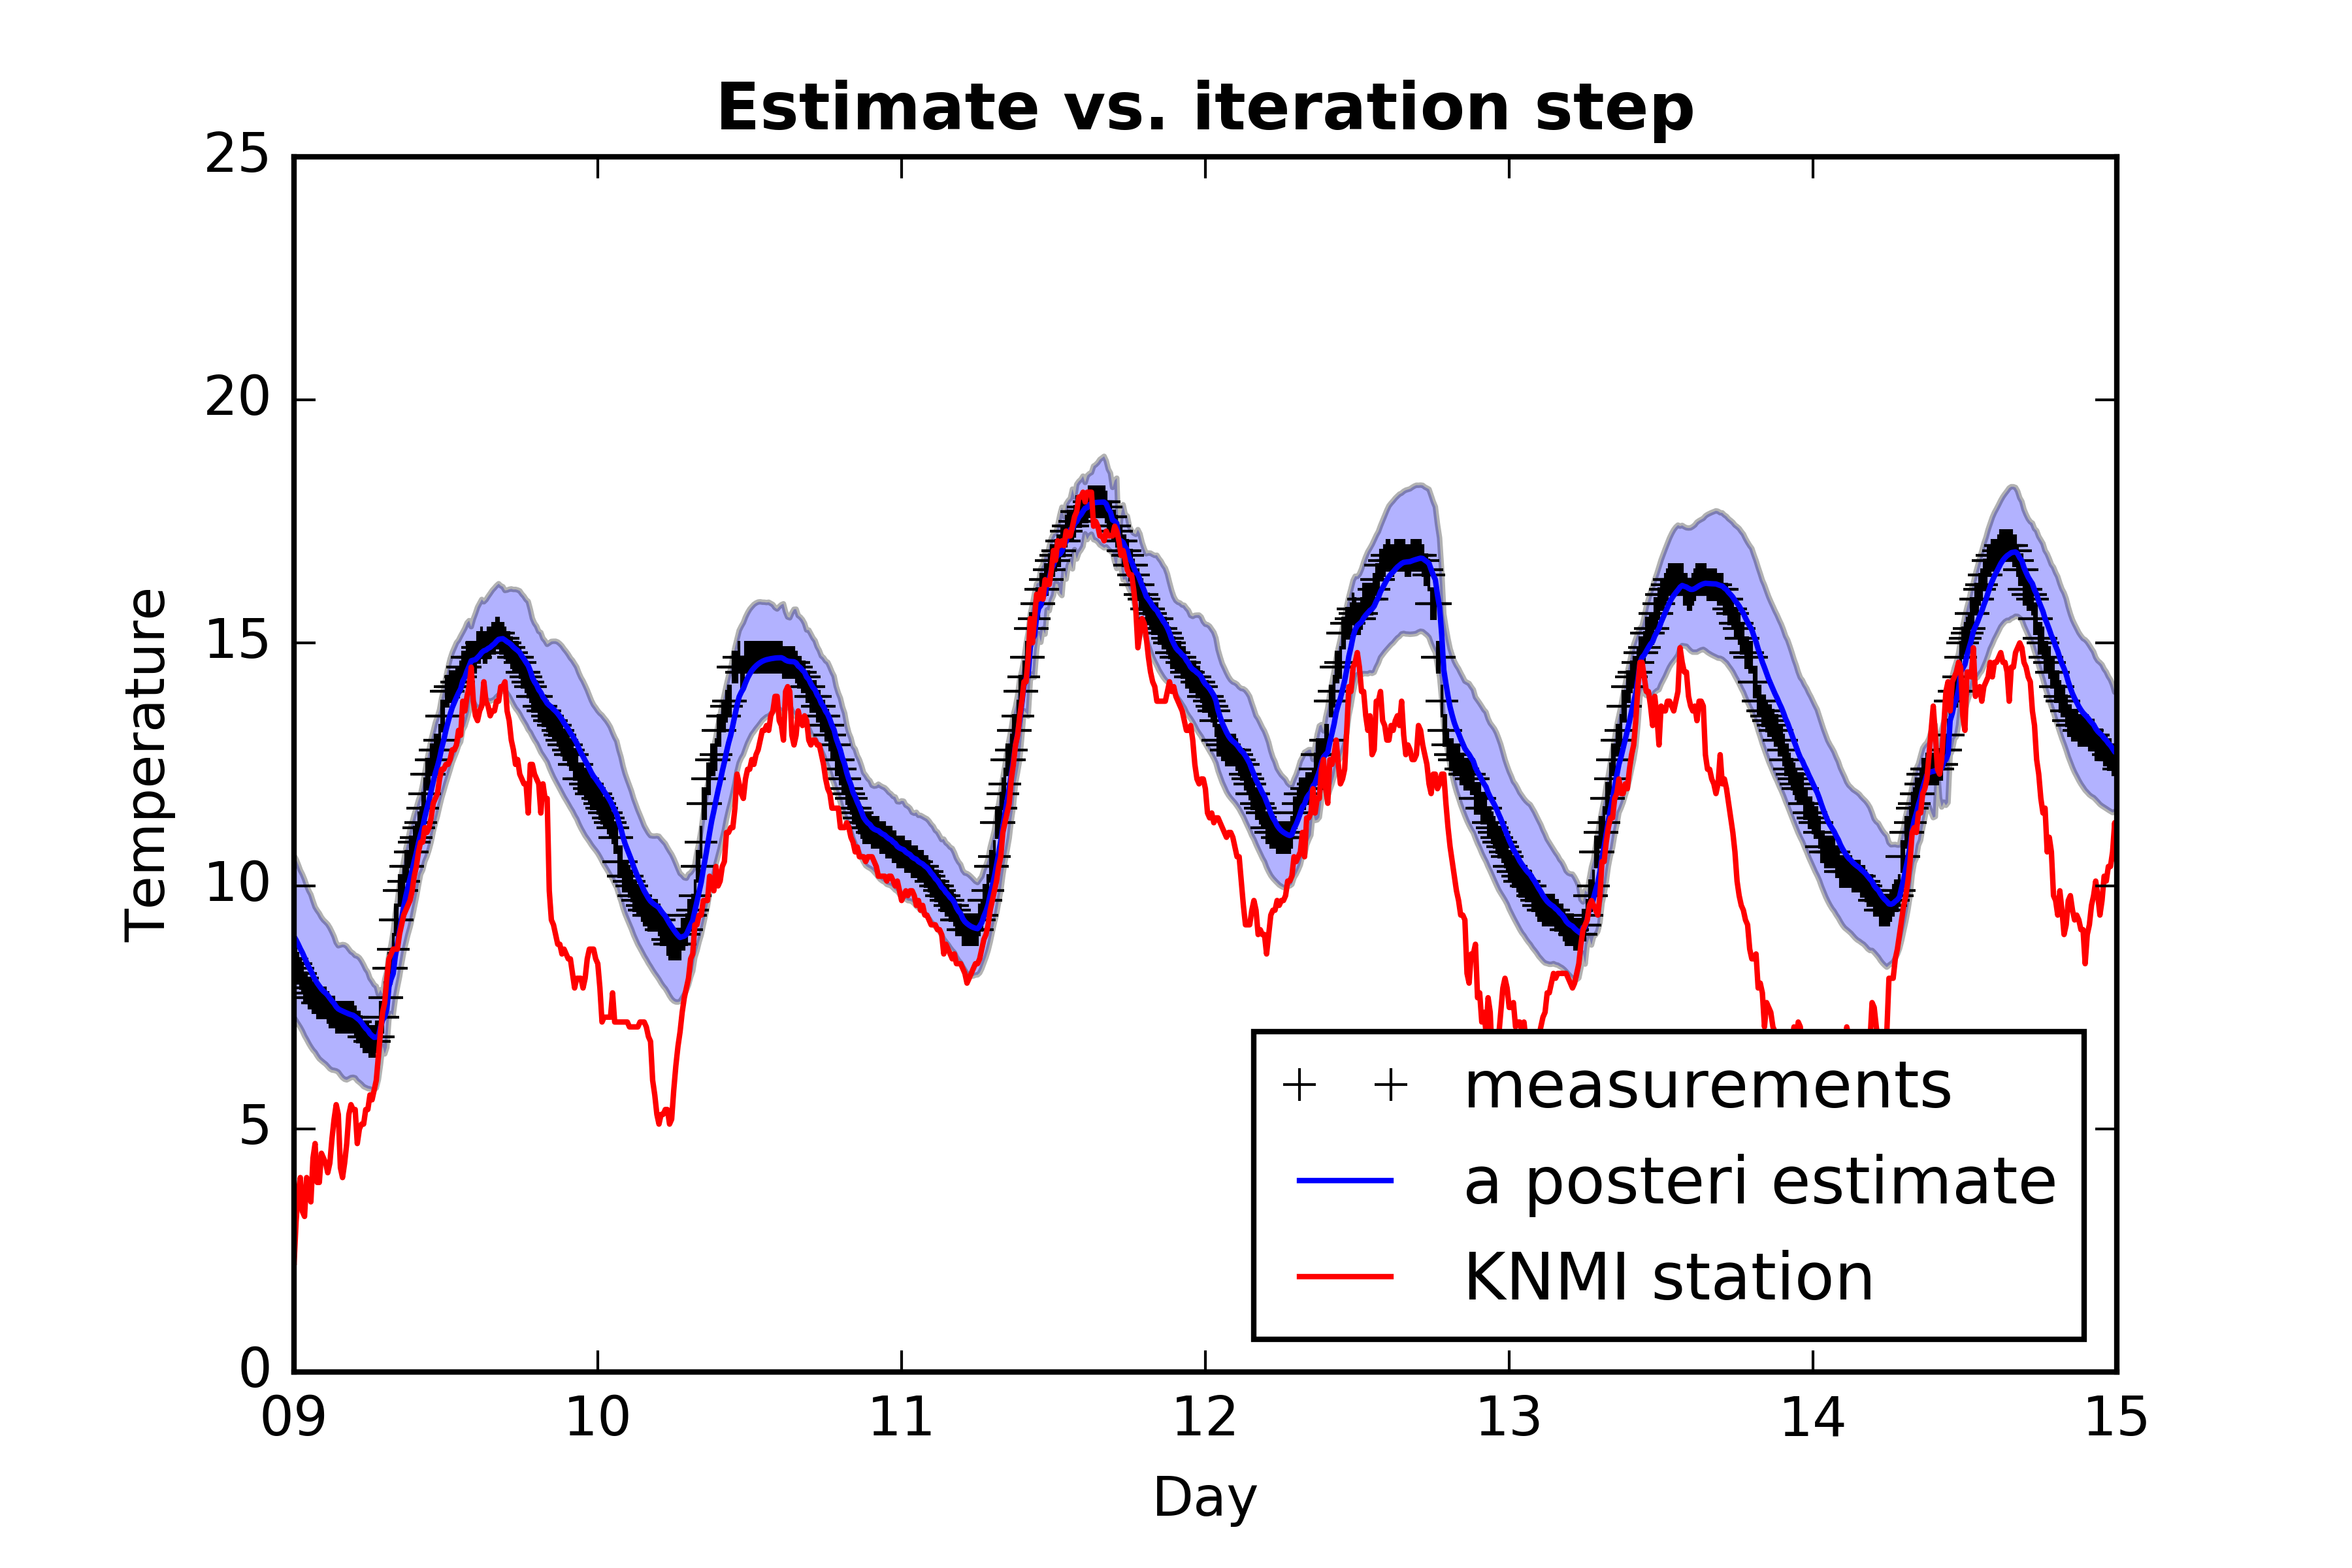 Estimate vs. iteration step
25
20
15
10
5
0
Temperature
09
10
11
12
13
14
15
Day
measurements
a posteri estimate
KNMI station